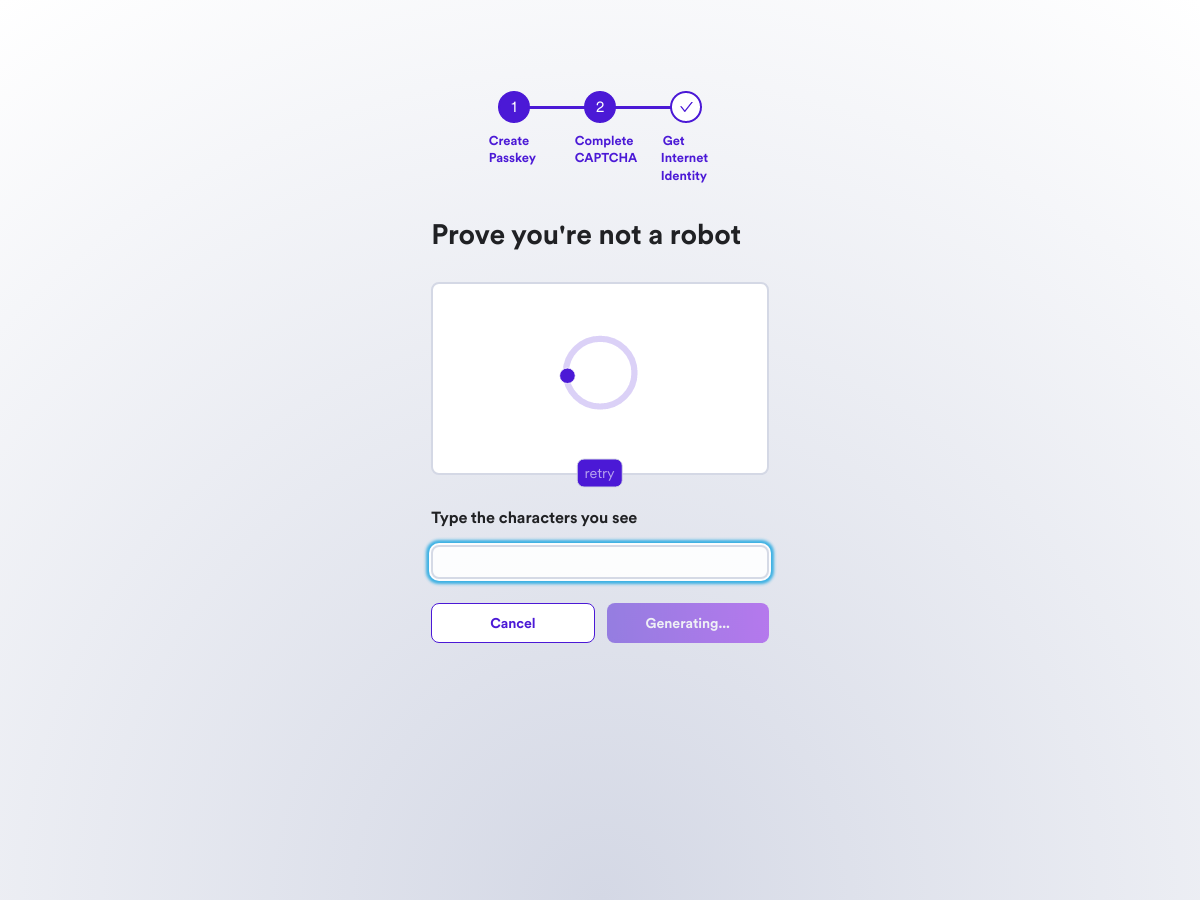 1 2
Create
Passkey
Complete
CAPTCHA
Get
Internet
Identity
Prove you're not a robot
retry
Type the characters you see
Cancel Generating...